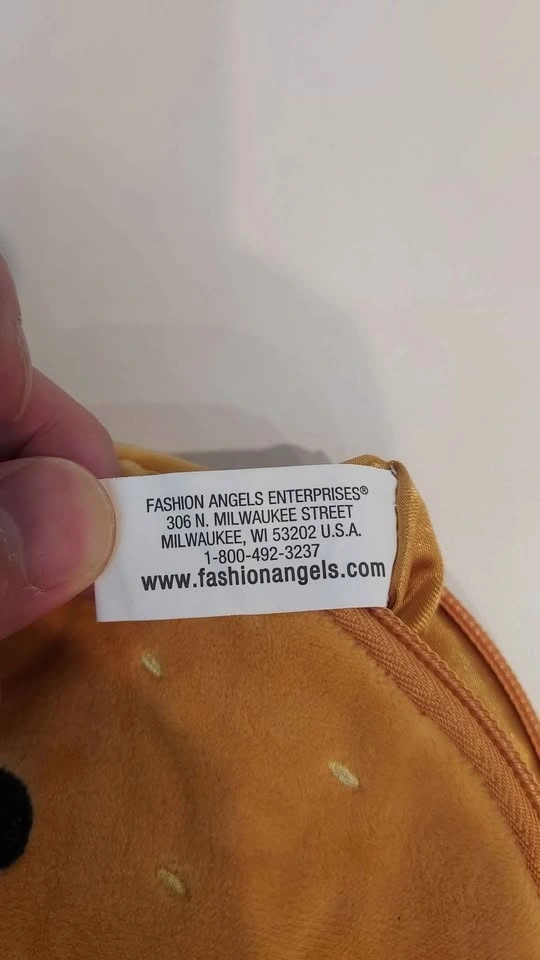 FASHION ANGELS ENTERPRISES®
306 N. MILWAUKEE STREET
MILWAUKEE, WI 53202 U.S.A.
1-800-492-3237
www.fashionangels.com